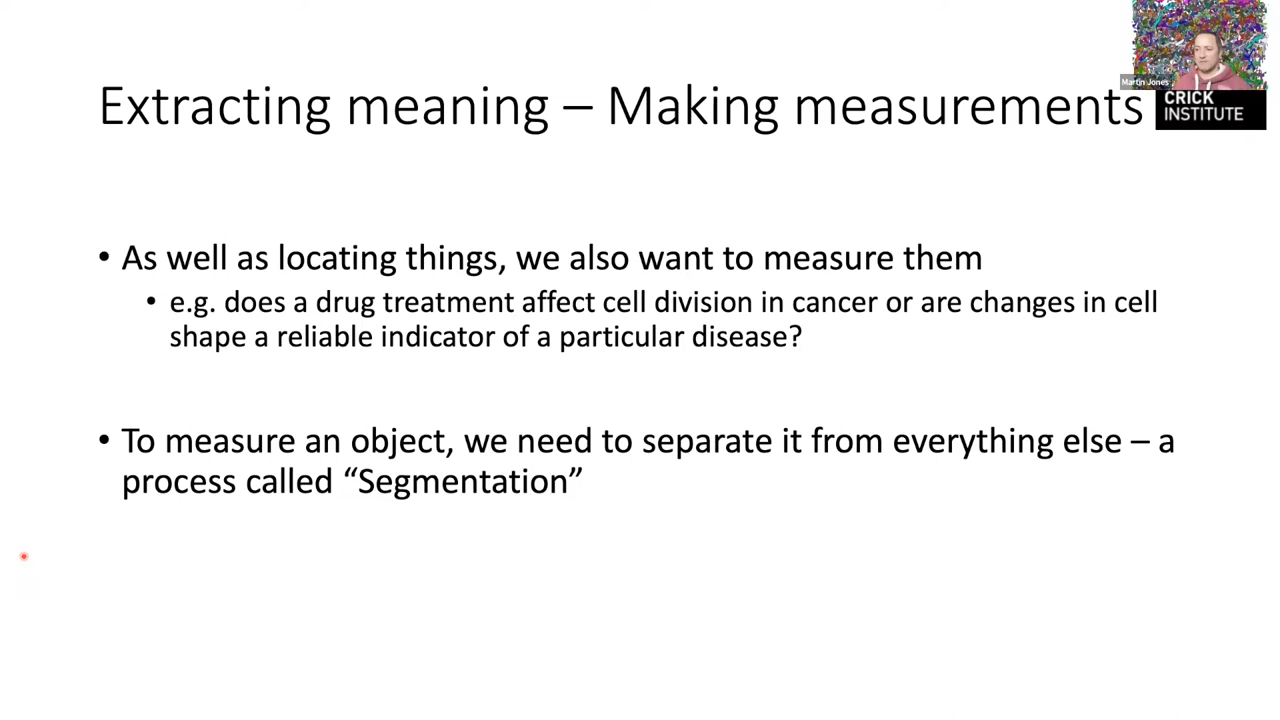 Martin Jones
Extracting meaning – Making measurements
CRICK
INSTITUTE
• As well as locating things, we also want to measure them
• e.g. does a drug treatment affect cell division in cancer or are changes in cell
shape a reliable indicator of a particular disease?
• To measure an object, we need to separate it from everything else – a
process called “Segmentation”